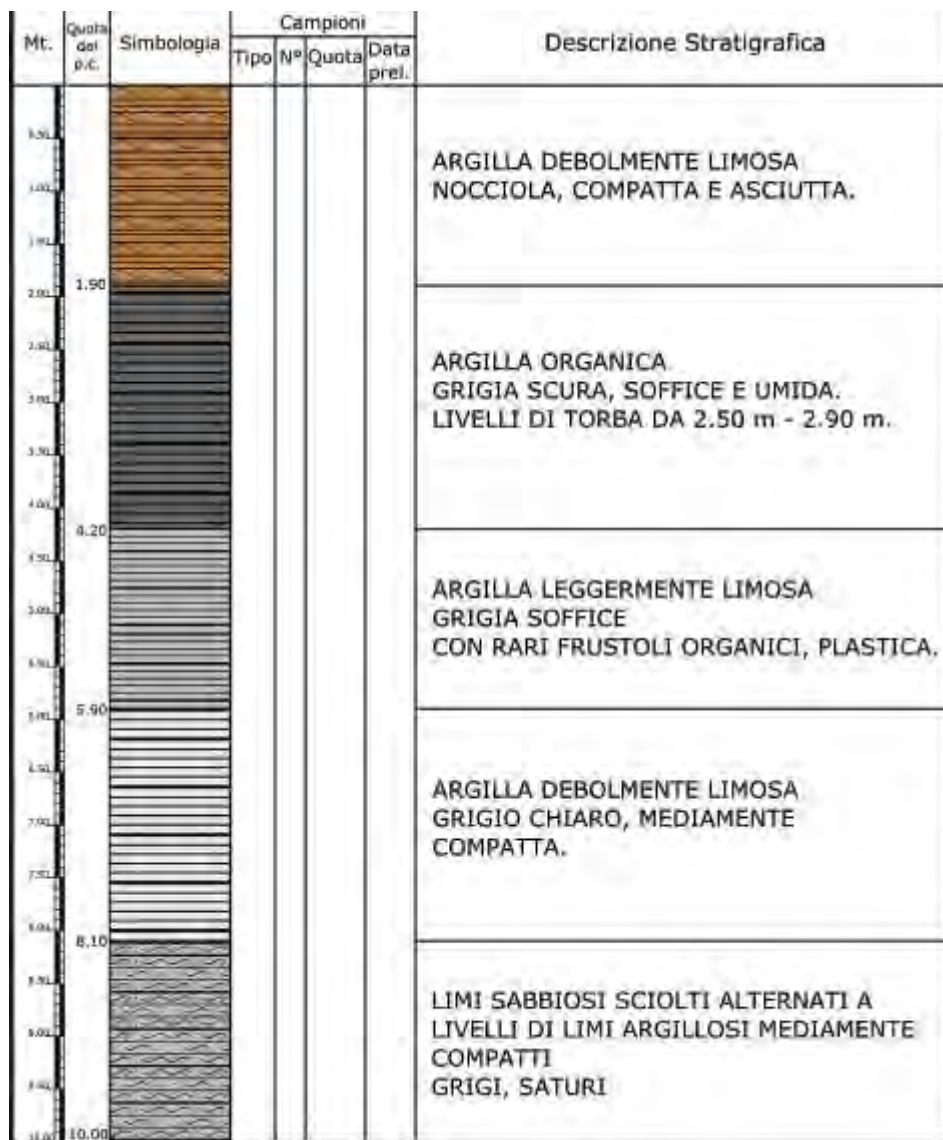 Mt.
Quota dal p.c.
Simbologia
Campioni
Tipo
N°
Quota
Data prel.
Descrizione Stratigrafica
ARGILLA DEBOLMENTE LIMOSA
NOCCIOLA, COMPATTA E ASCIUTTA.
1.90
ARGILLA ORGANICA
GRIGIA SCURA, SOFFICE E UMIDA.
LIVELLI DI TORBA DA 2.50 m - 2.90 m.
4.20
ARGILLA LEGGERMENTE LIMOSA
GRIGIA SOFFICE
CON RARI FRUSTOLI ORGANICI, PLASTICA.
5.90
ARGILLA DEBOLMENTE LIMOSA
GRIGIO CHIARO, MEDIAMENTE
COMPATTA.
8.10
LIMI SABBIOSI SCIOLTI ALTERNATI A
LIVELLI DI LIMI ARGILLOSI MEDIAMENTE
COMPATTI
GRIGI, SATURI
10.00